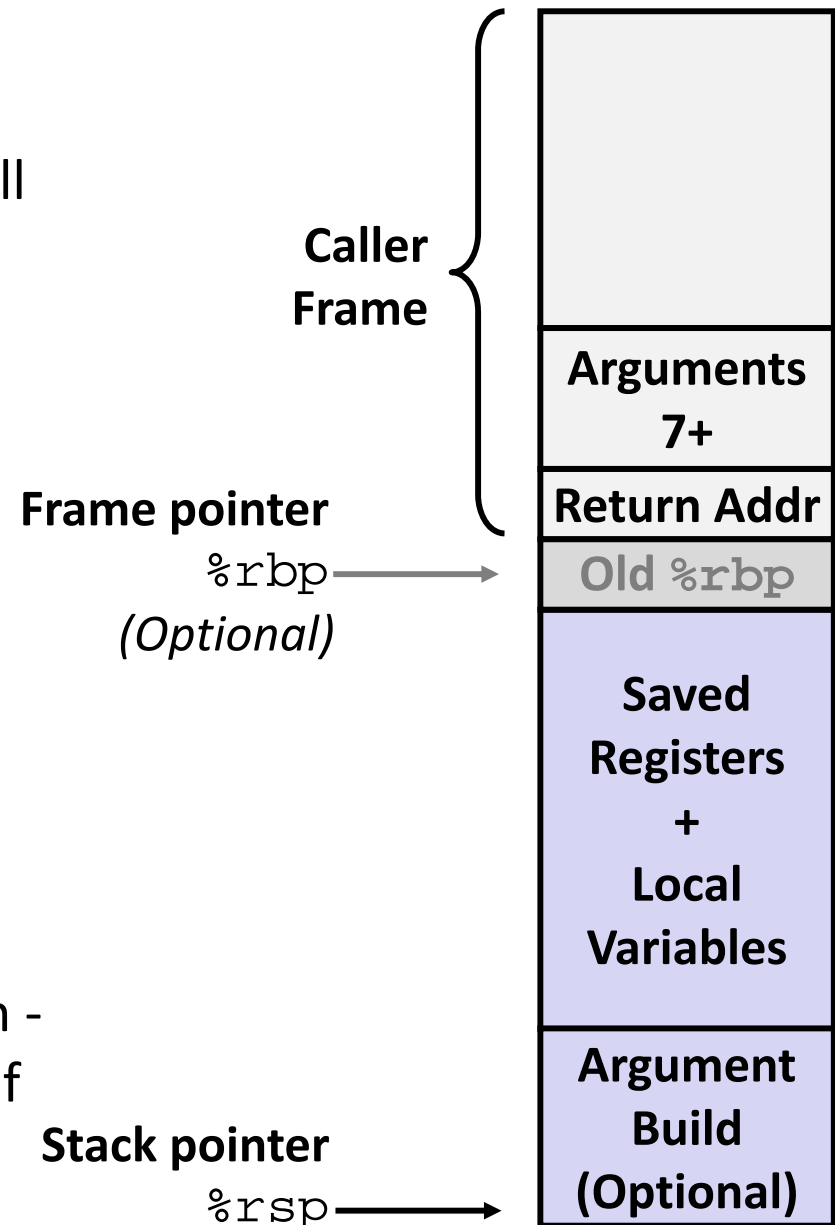 ll
Caller
Frame
Arguments
7+
Frame pointer
%rbp
(Optional)
Return Addr
Old %rbp
Saved
Registers
+
Local
Variables
n -
f
Argument
Build
(Optional)
Stack pointer
%rsp